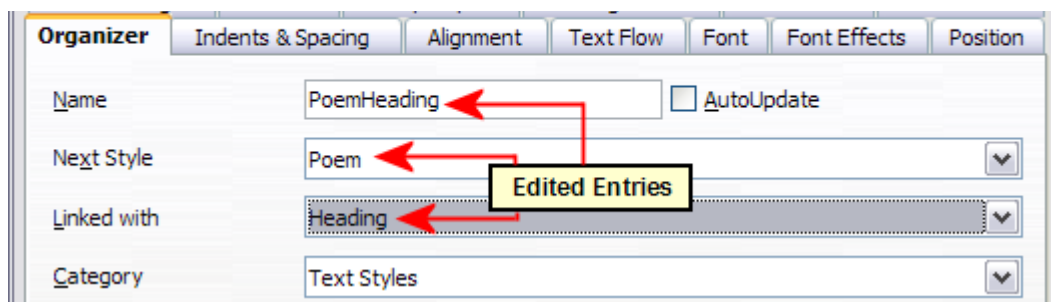 Organizer Indents & Spacing Alignment Text Flow Font Font Effects Position
Name PoemHeading AutoUpdate
Next Style Poem
Edited Entries
Linked with Heading
Category Text Styles